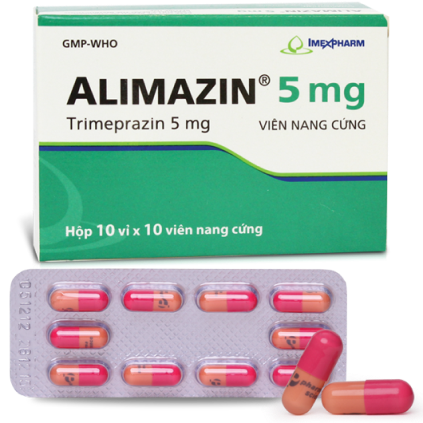 GMP-WHO
IMEXPHARM
ALIMAZIN® 5 mg
Trimeprazin 5 mg
VIÊN NANG CỨNG
Hộp 10 vỉ x 10 viên nang cứng